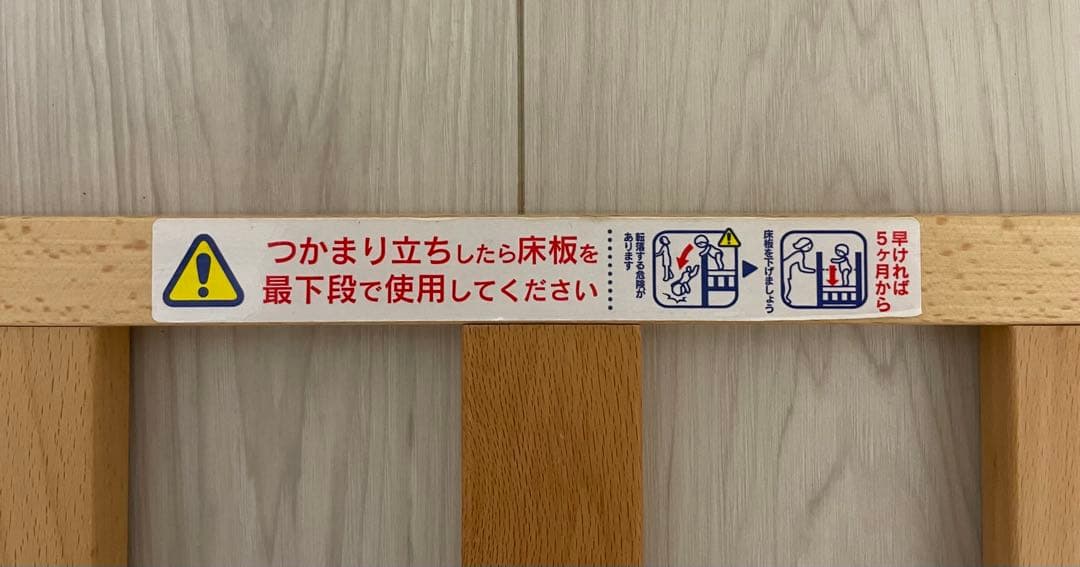 つかまり立ちしたら床板を
最下段で使用してください
転落する危険が
あります
床板を下げましょう
早ければ
5ヶ月から